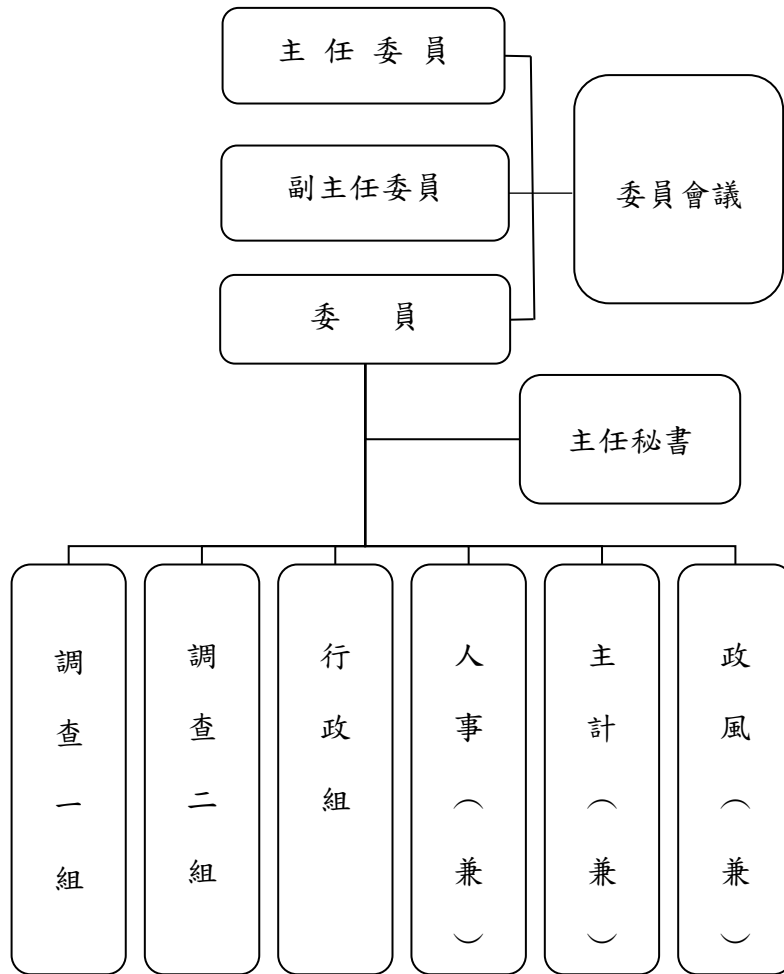 主任委員
副主任委員
委員會議
委　員
主任秘書
調查一組
調查二組
行政組
人事（兼）
主計（兼）
政風（兼）